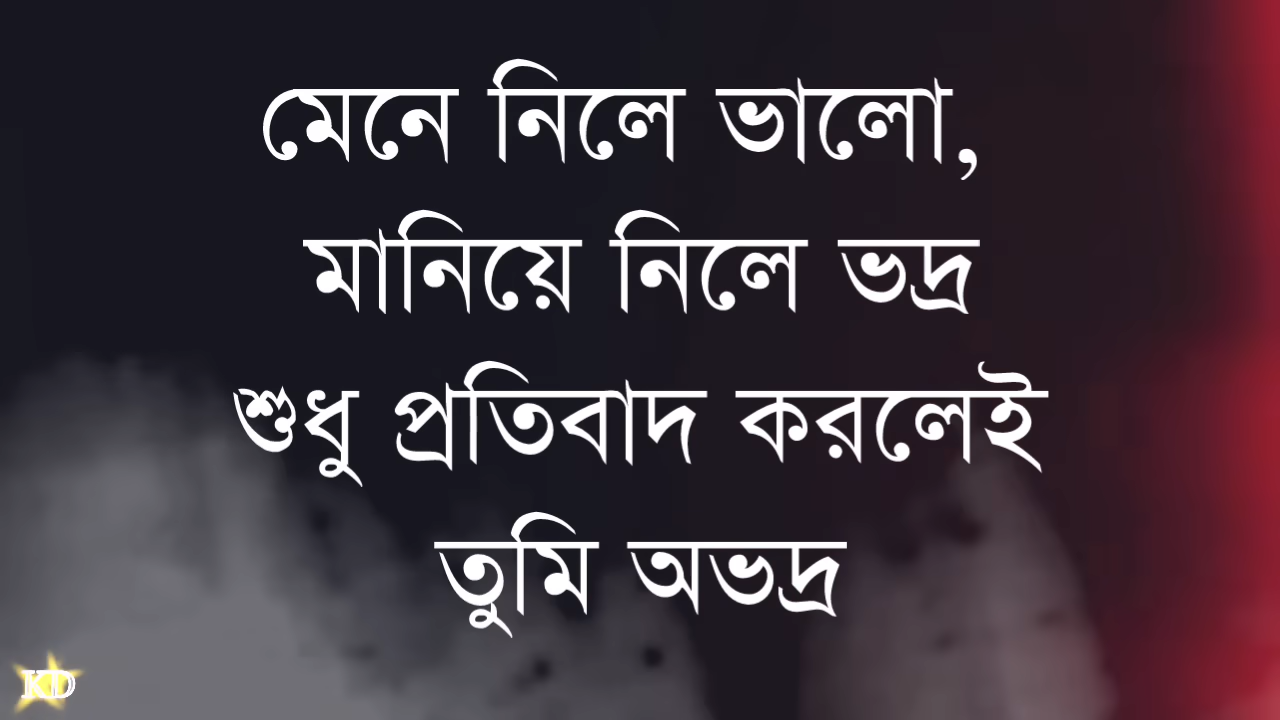 মেনে নিলে ভালো,
মানিয়ে নিলে ভদ্র
শুধু প্রতিবাদ করলেই
তুমি অভদ্র
KD